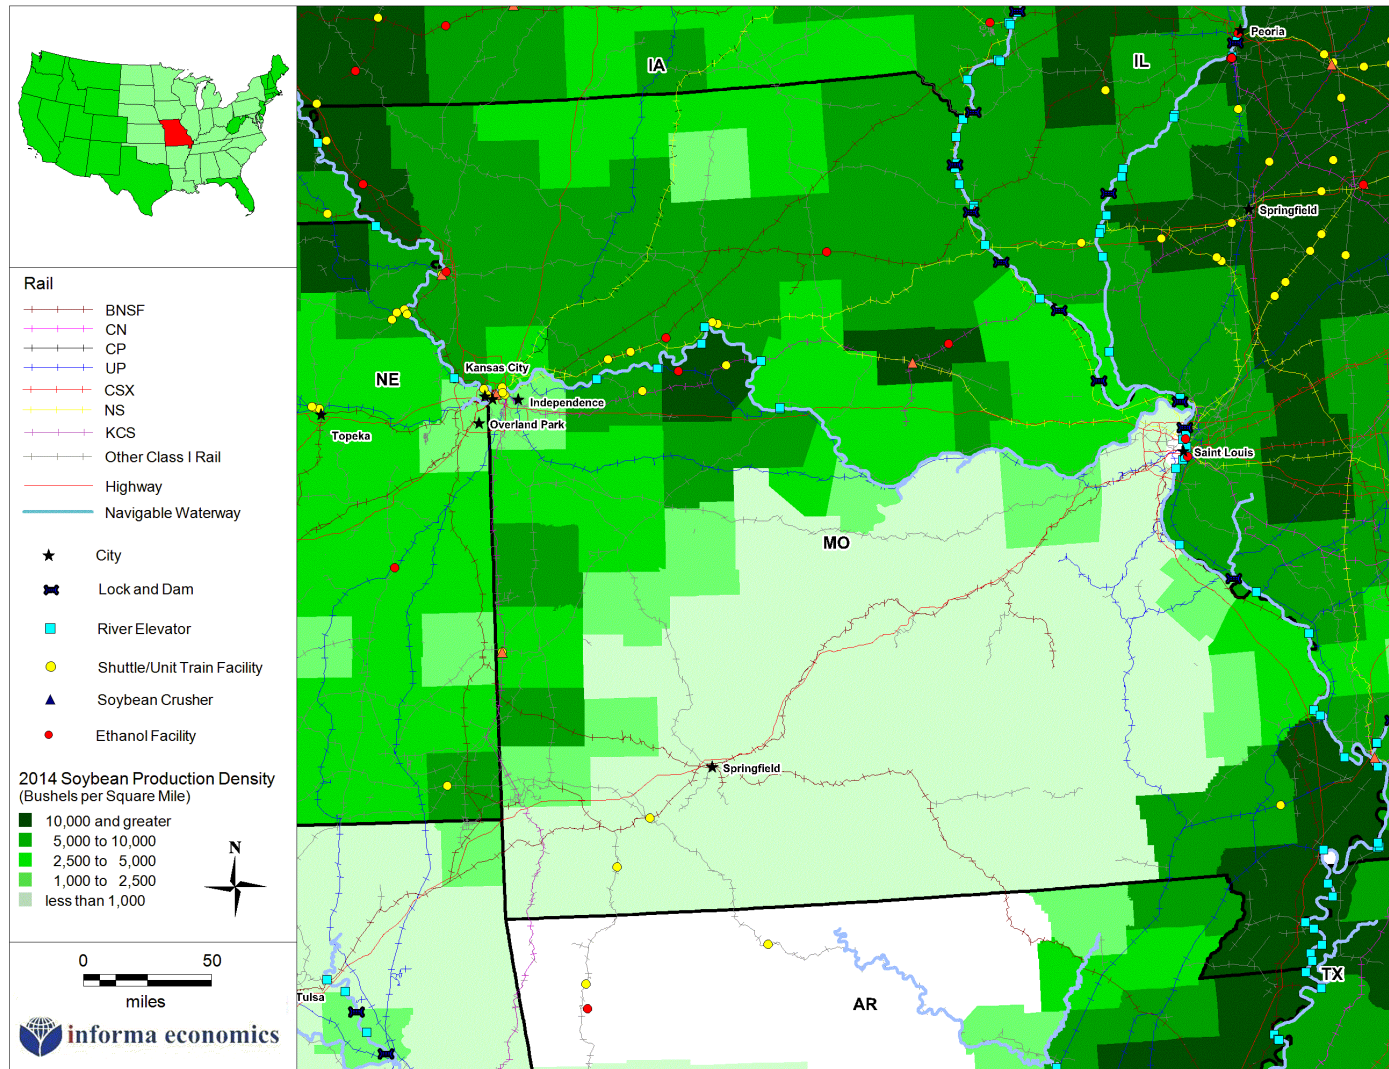 Rail
BNSF
CN
CP
UP
CSX
NS
KCS
Other Class I Rail
Highway
Navigable Waterway
City
Lock and Dam
River Elevator
Shuttle/Unit Train Facility
Soybean Crusher
Ethanol Facility
2014 Soybean Production Density
(Bushels per Square Mile)
10,000 and greater
5,000 to 10,000
2,500 to 5,000
1,000 to 2,500
less than 1,000
N
0 50
miles
informa economics
IA
IL
Peoria
Springfield
Kansas City
NE
Independence
Overland Park
Topeka
Saint Louis
MO
Springfield
Tulsa
AR
TX